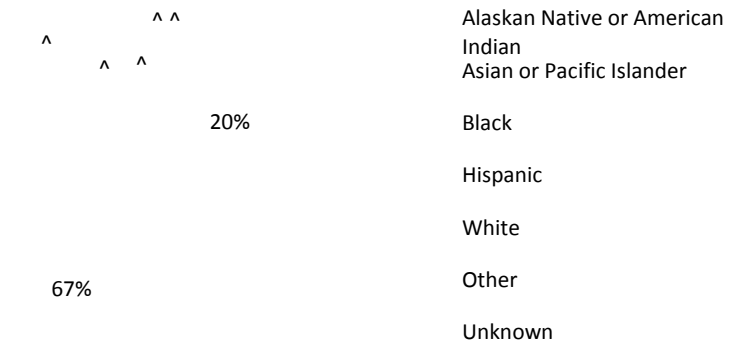 ^ ^
^
^ ^
20%
67%
Alaskan Native or American
Indian
Asian or Pacific Islander
Black
Hispanic
White
Other
Unknown